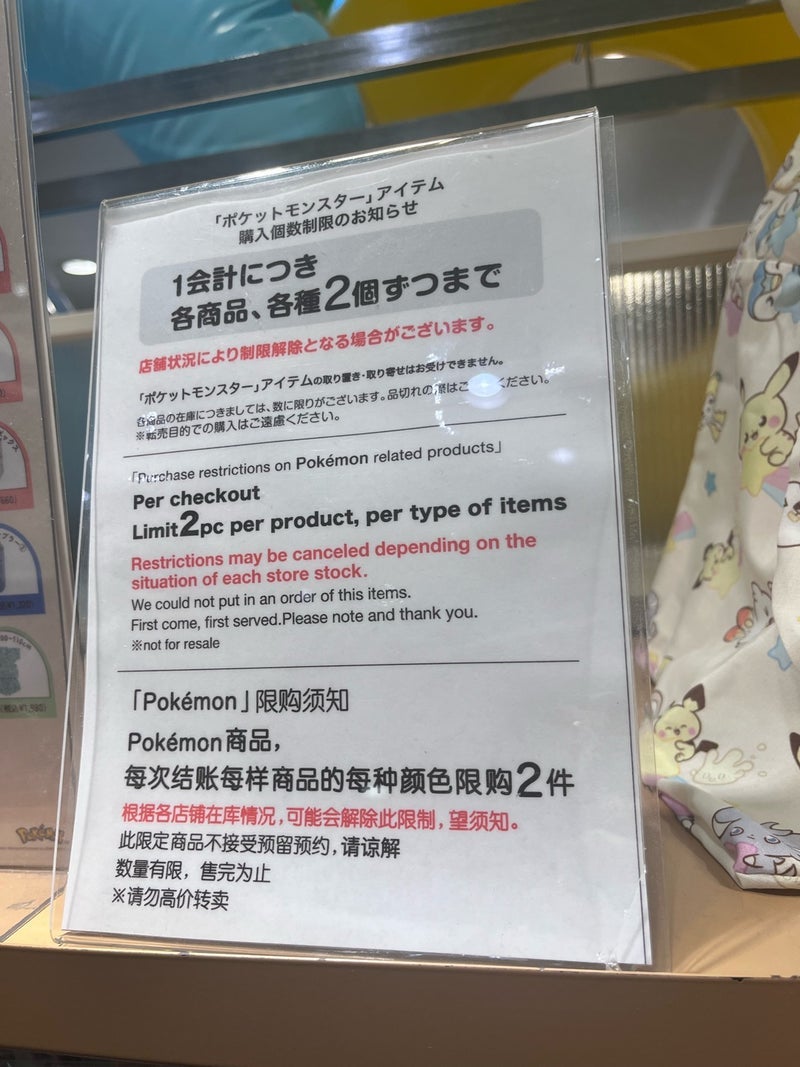 「ポケットモンスター」アイテム
購入個数制限のお知らせ
1会計につき
各商品、各種2個ずつまで
店舗状況により制限解除となる場合がございます。
「ポケットモンスター」アイテムの取り置き・取り寄せはお受けできません。
各商品の在庫につきましては、数に限りがございます。品切れの際はご ください。
※転売目的での購入はご遠慮ください。
「Purchase restrictions on Pokémon related products」
Per checkout
Limit2pc per product, per type of items
Restrictions may be canceled depending on the
situation of each store stock.
We could not put in an order of this items.
First come, first served.Please note and thank you.
※not for resale
「Pokémon」限购须知
Pokémon商品，
每次结账每样商品的每种颜色限购2件
根据各店铺在库情况，可能会解除此限制，望须知。
此限定商品不接受预留预约，请谅解
数量有限，售完为止
※请勿高价转卖
Pokémon